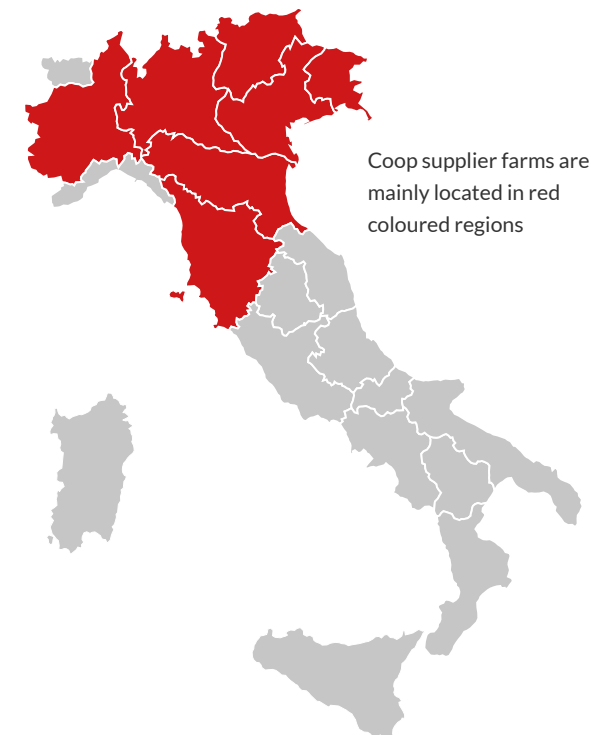 Coop supplier farms are
mainly located in red
coloured regions